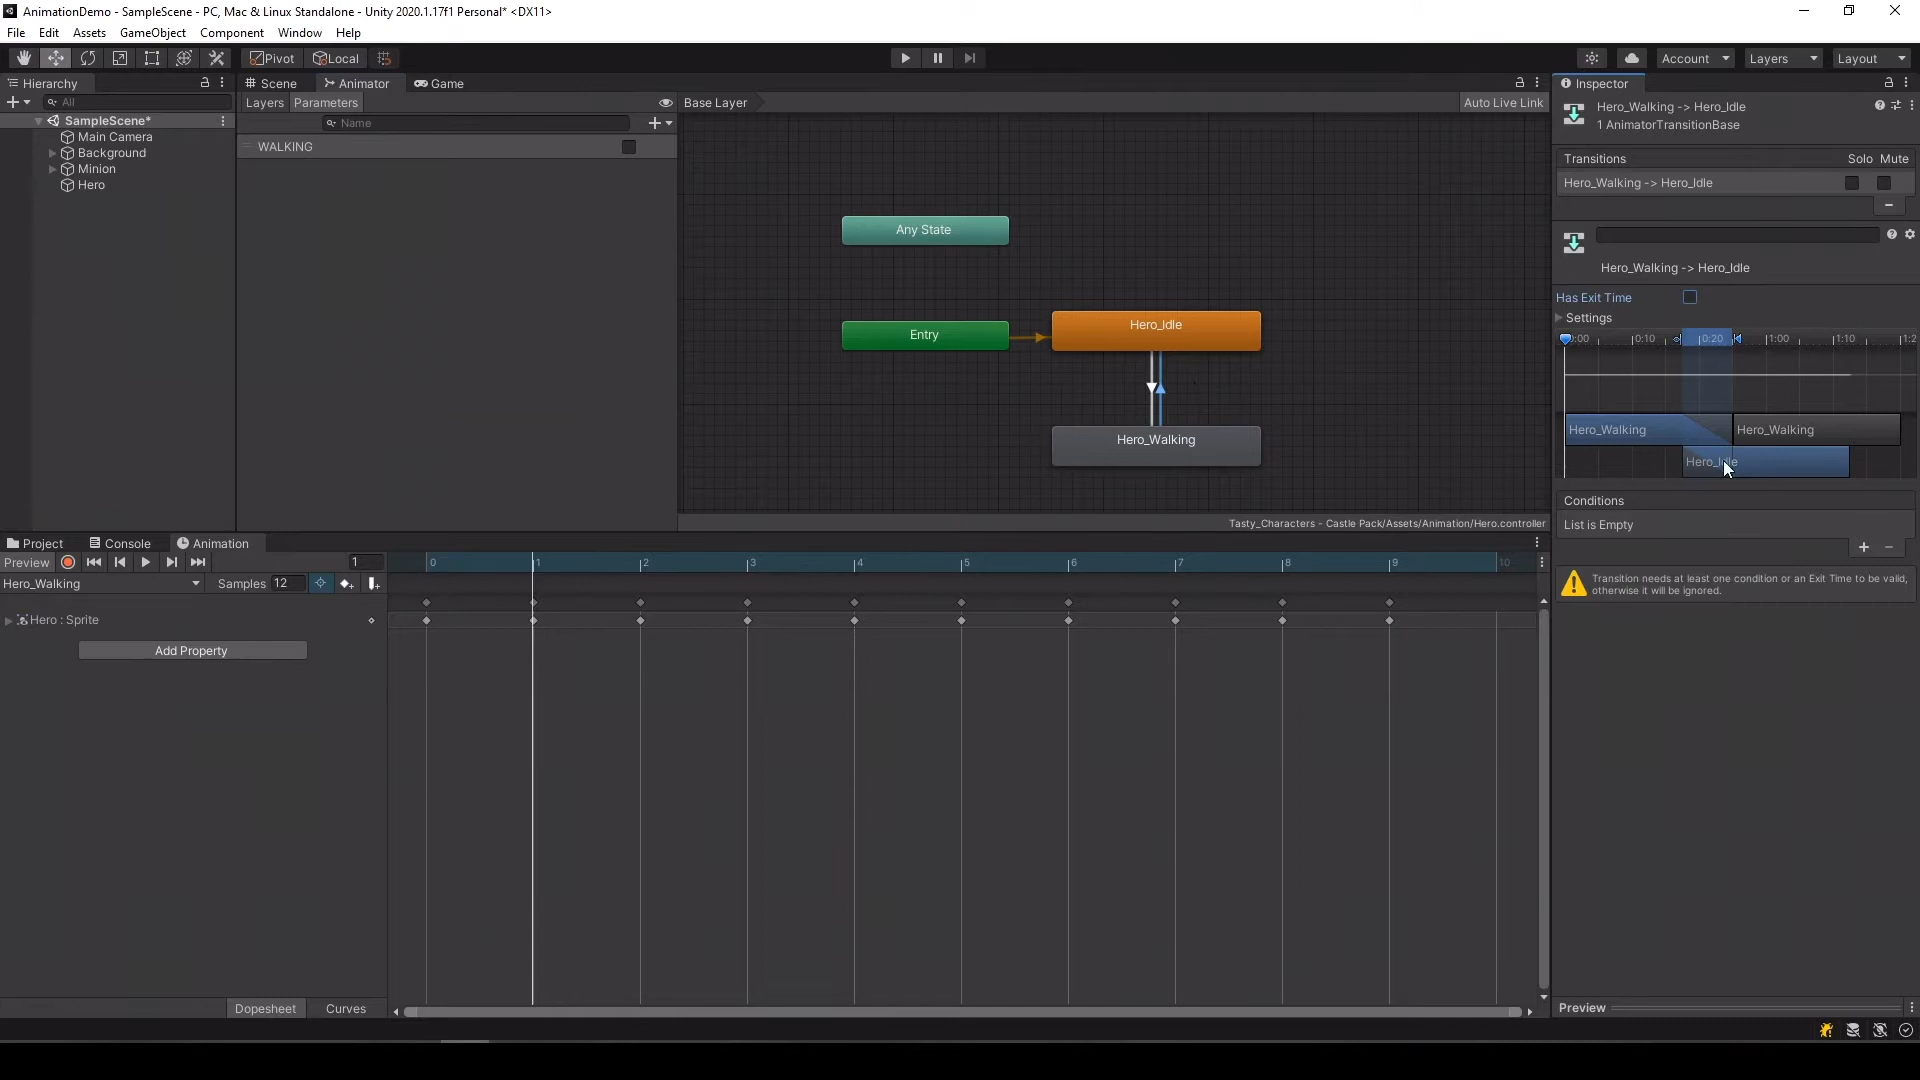 AnimationDemo - SampleScene - PC, Mac & Linux Standalone - Unity 2020.1.17f1 Personal* <DX11>
File Edit Assets GameObject Component Window Help
Pivot Local Account Layers Layout
Hierarchy Scene Animator Game Inspector
All Layers Parameters Base Layer Auto Live Link
Hero_Walking -> Hero_Idle
1 AnimatorTransitionBase
SampleScene* Name
Main Camera
Background
Minion
Hero
WALKING
Transitions Solo Mute
Hero_Walking -> Hero_Idle
Any State
Hero_Walking -> Hero_Idle
Has Exit Time
Settings
Entry
Hero_Idle
0:10 0:20 1:00 1:10
Hero_Walking
Hero_Walking Hero_Walking
Hero_Idle
Conditions
List is Empty
Tasty_Characters - Castle Pack/Assets/Animation/Hero.controller
Transition needs at least one condition or an Exit Time to be valid,
otherwise it will be ignored.
Project Console Animation
Preview 1 0 1 2 3 4 5 6 7 8 9 10
Hero_Walking Samples 12
Hero : Sprite
Add Property
Dopesheet Curves
Preview